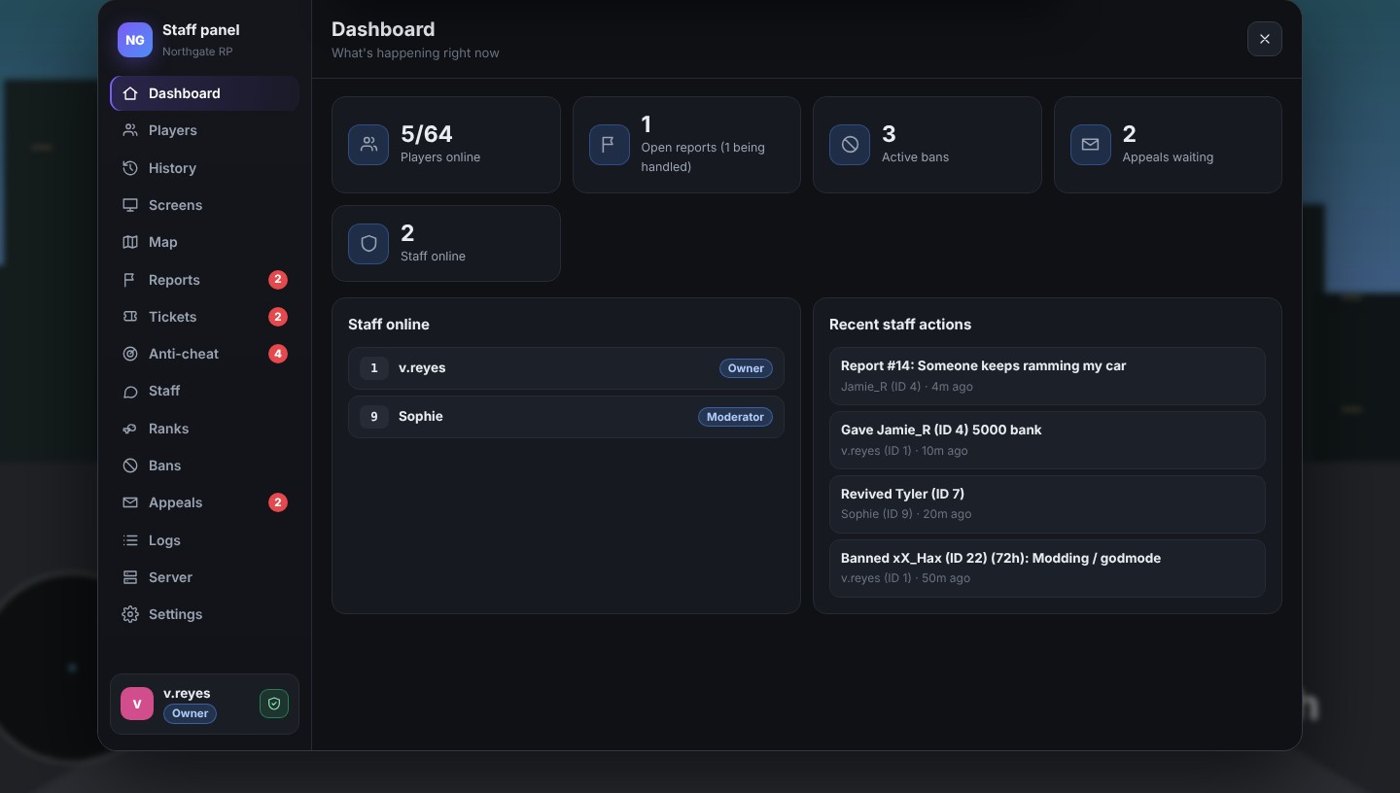 NG
Staff panel
Northgate RP
Dashboard
Players
History
Screens
Map
Reports 2
Tickets 2
Anti-cheat 4
Staff
Ranks
Bans
Appeals 2
Logs
Server
Settings
V
v.reyes
Owner
Dashboard
What's happening right now
5/64
Players online
1
Open reports (1 being
handled)
3
Active bans
2
Appeals waiting
2
Staff online
Staff online
1 v.reyes Owner
9 Sophie Moderator
Recent staff actions
Report #14: Someone keeps ramming my car
Jamie_R (ID 4) · 4m ago
Gave Jamie_R (ID 4) 5000 bank
v.reyes (ID 1) · 10m ago
Revived Tyler (ID 7)
Sophie (ID 9) · 20m ago
Banned xX_Hax (ID 22) (72h): Modding / godmode
v.reyes (ID 1) · 50m ago